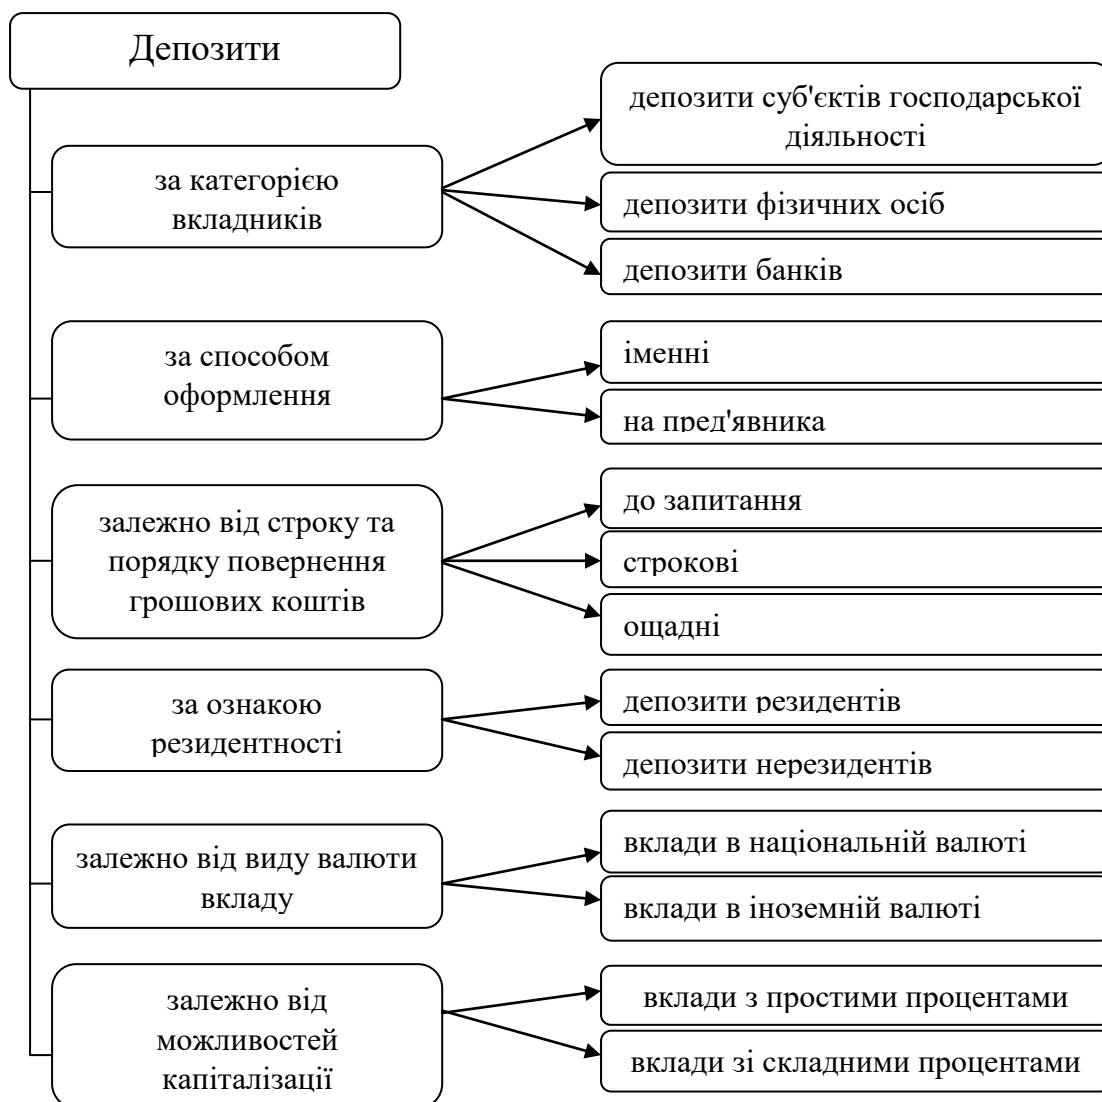 Депозити
за категорією
вкладників
депозити суб'єктів господарської
діяльності
депозити фізичних осіб
депозити банків
за способом
оформлення
іменні
на пред'явника
залежно від строку та
порядку повернення
грошових коштів
до запитання
строкові
ощадні
за ознакою
резидентності
депозити резидентів
депозити нерезидентів
залежно від виду валюти
вкладу
вклади в національній валюті
вклади в іноземній валюті
залежно від
можливостей
капіталізації
вклади з простими процентами
вклади зі складними процентами